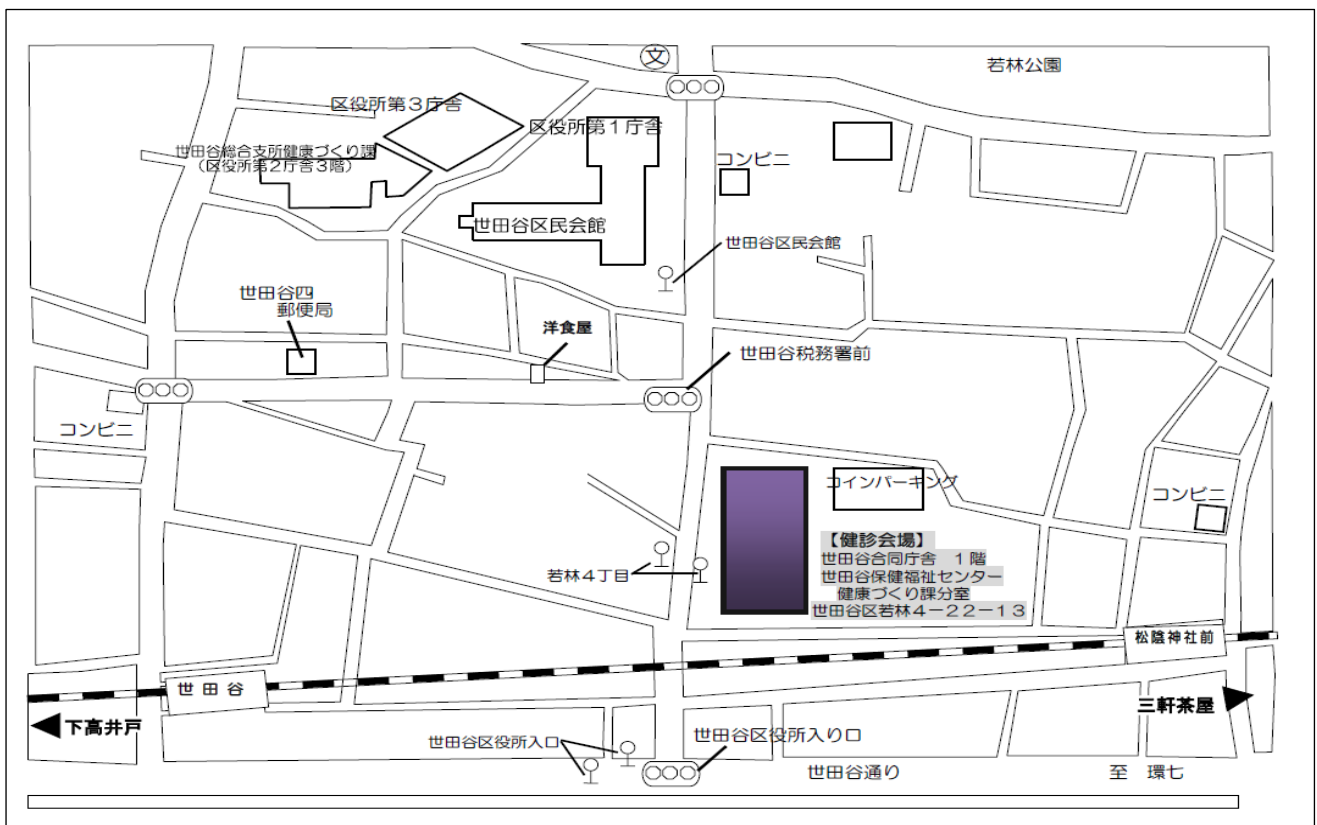 文
若林公園
区役所第３庁舎
区役所第１庁舎
世田谷総合支所健康づくり課
（区役所第２庁舎３階）
コンビニ
世田谷区民会館
世田谷区民会館
世田谷四
郵便局
洋食屋
世田谷税務署前
コンビニ
コインパーキング
コンビニ
【健診会場】
世田谷合同庁舎　１階
世田谷保健福祉センター
健康づくり課分室
世田谷区若林４－２２－１３
若林４丁目
松陰神社前
世田谷
三軒茶屋
下高井戸
世田谷区役所入口
世田谷区役所入り口
世田谷通り
至　環七